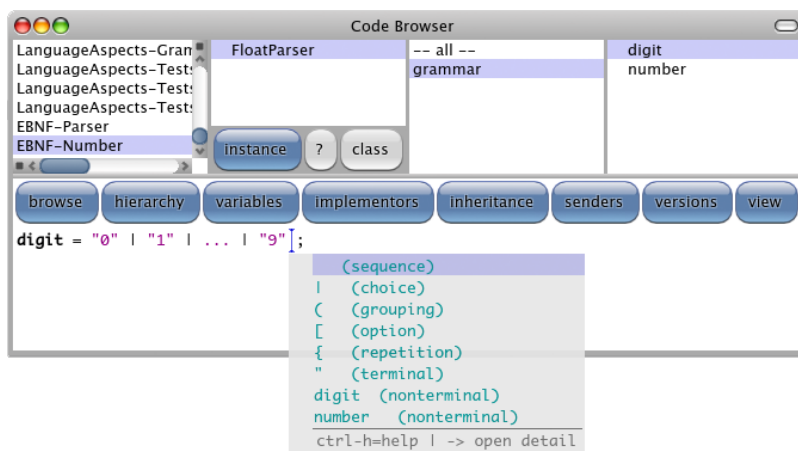 Code Browser
LanguageAspects-Gram
LanguageAspects-Tests
LanguageAspects-Tests
LanguageAspects-Tests
EBNF-Parser
EBNF-Number
FloatParser
instance ? class
-- all --
grammar
digit
number
browse hierarchy variables implementors inheritance senders versions view
digit = "0" | "1" | ... | "9" ;
(sequence)
| (choice)
( (grouping)
[ (option)
{ (repetition)
" (terminal)
digit (nonterminal)
number (nonterminal)
ctrl-h=help | -> open detail